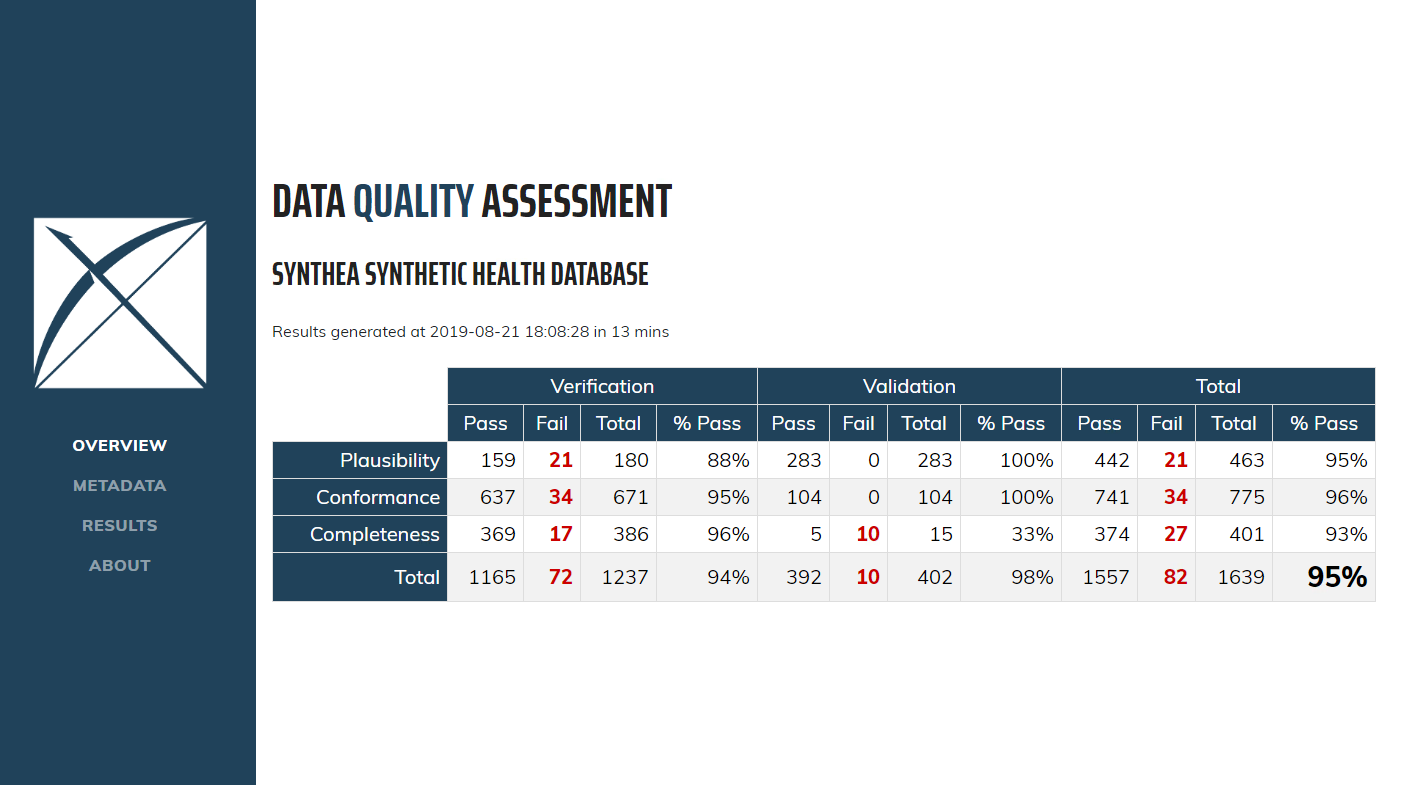 DATA QUALITY ASSESSMENT
SYNTHEA SYNTHETIC HEALTH DATABASE
Results generated at 2019-08-21 18:08:28 in 13 mins
OVERVIEW
METADATA
RESULTS
ABOUT
Verification Validation Total
Pass Fail Total % Pass Pass Fail Total % Pass Pass Fail Total % Pass
Plausibility 159 21 180 88% 283 0 283 100% 442 21 463 95%
Conformance 637 34 671 95% 104 0 104 100% 741 34 775 96%
Completeness 369 17 386 96% 5 10 15 33% 374 27 401 93%
Total 1165 72 1237 94% 392 10 402 98% 1557 82 1639 95%